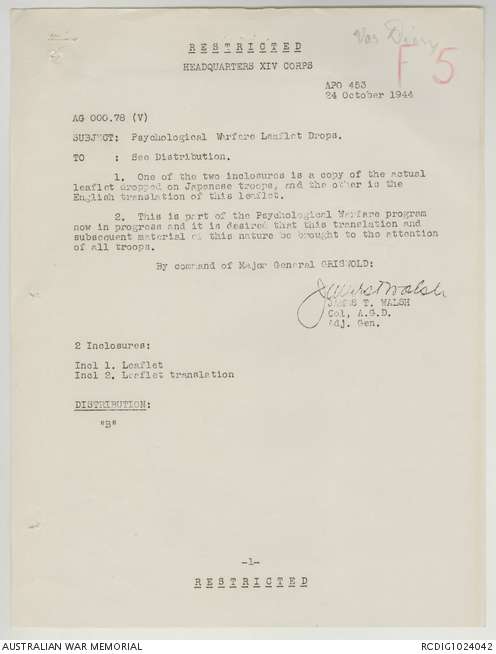 War Diary
F5
RESTRICTED
HEADQUARTERS XIV CORPS
APO 453
24 October 1944
AG 000.78 (V)
SUBJECT: Psychological Warfare Leaflet Drops.
TO : See Distribution.
1. One of the two inclosures is a copy of the actual
leaflet dropped on Japanese troops, and the other is the
English translation of this leaflet.
2. This is part of the Psychological Warfare program
now in progress and it is desired that this translation and
subsequent material of this nature be brought to the attention
of all troops.
By command of Major General GRISWOLD:
James T Walsh
JAMES T. WALSH
Col, A.G.D.
Adj. Gen.
2 Inclosures:
Incl 1. Leaflet
Incl 2. Leaflet translation
DISTRIBUTION:
"B"
-1-
RESTRICTED
AUSTRALIAN WAR MEMORIAL
RCDIG1024042